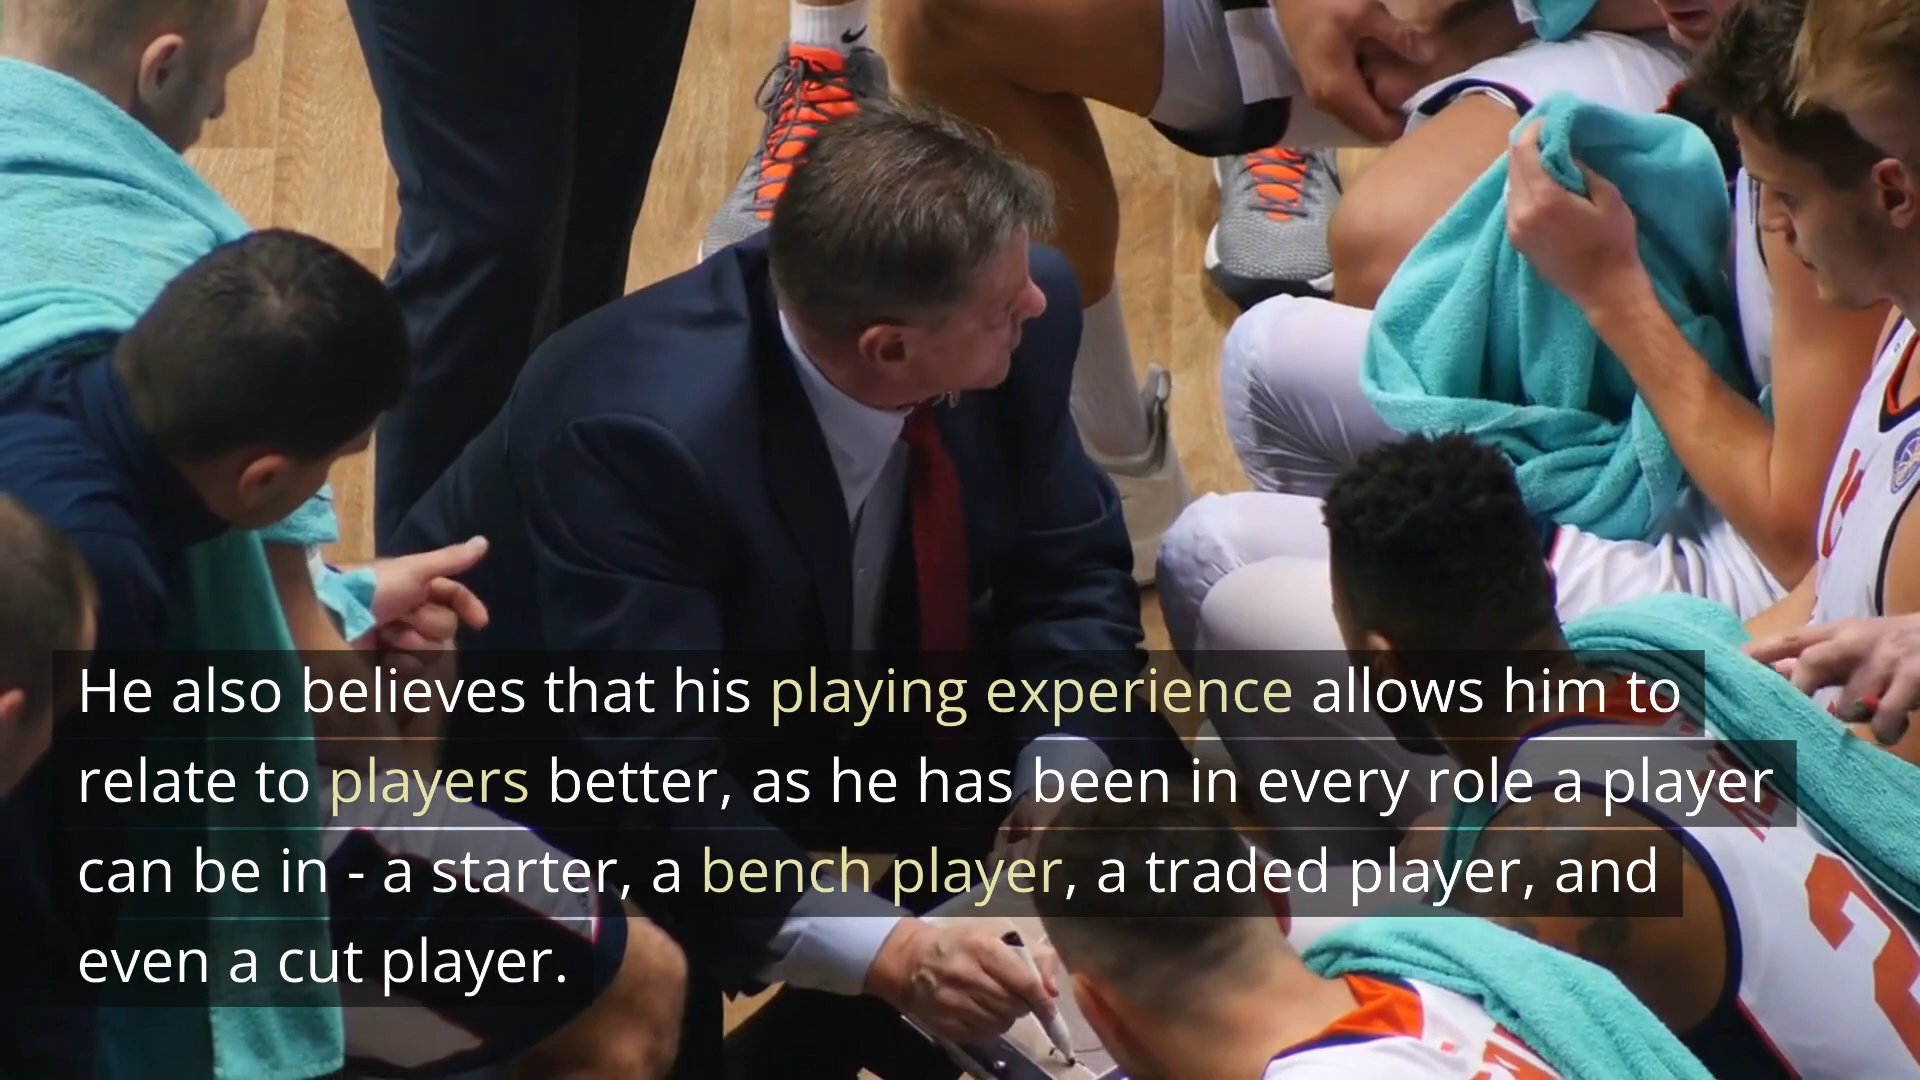 He also believes that his playing experience allows him to
relate to players better, as he has been in every role a player
can be in - a starter, a bench player, a traded player, and
even a cut player.